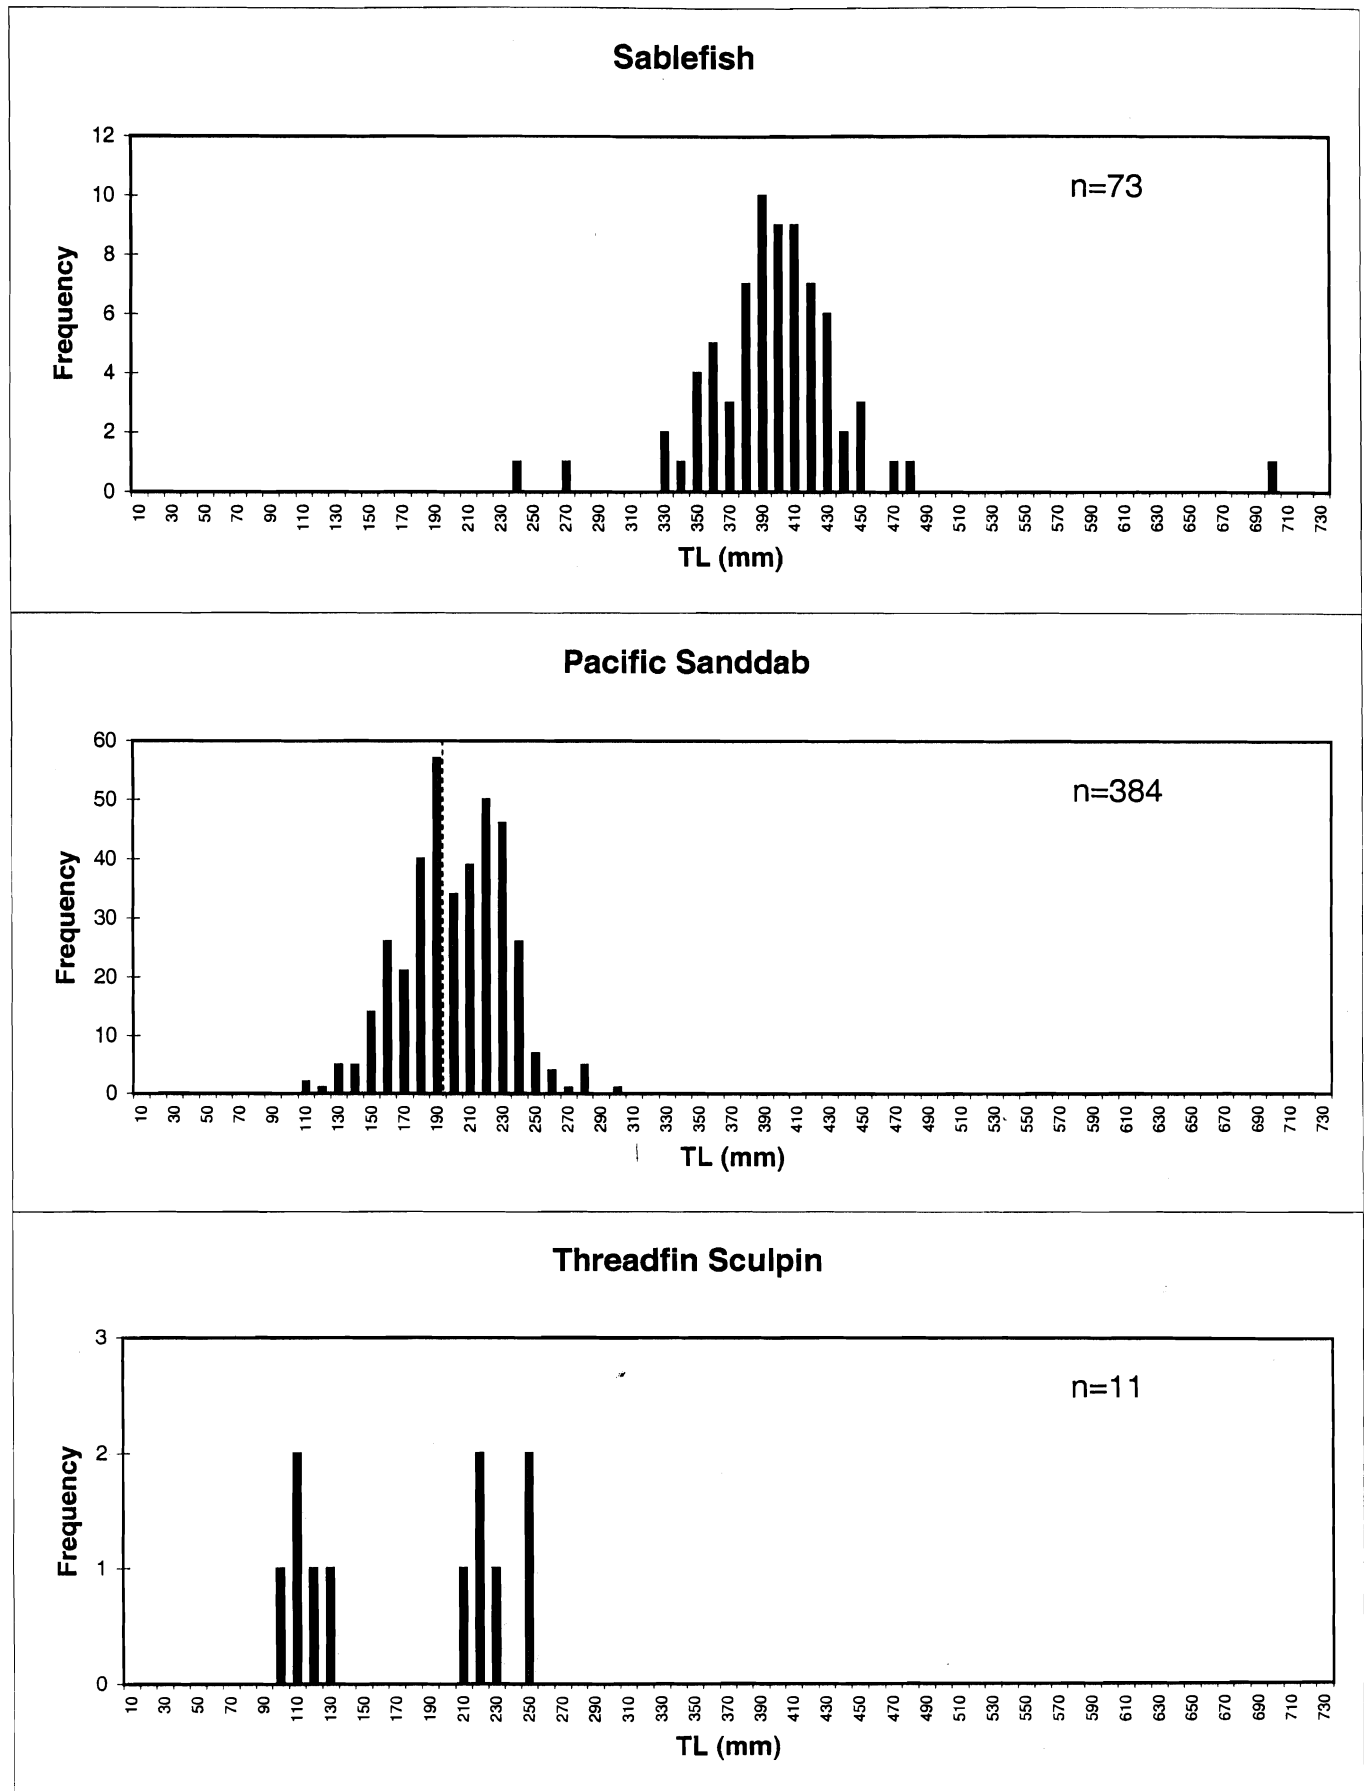 Sablefish
12
10
8
6
4
2
0
Frequency
n=73
10 30 50 70 90 110 130 150 170 190 210 230 250 270 290 310 330 350 370 390 410 430 450 470 490 510 530 550 570 590 610 630 650 670 690 710 730
TL (mm)
Pacific Sanddab
60
50
40
30
20
10
0
Frequency
n=384
10 30 50 70 90 110 130 150 170 190 210 230 250 270 290 310 330 350 370 390 410 430 450 470 490 510 530 550 570 590 610 630 650 670 690 710 730
TL (mm)
Threadfin Sculpin
3
2
1
0
Frequency
n=11
10 30 50 70 90 110 130 150 170 190 210 230 250 270 290 310 330 350 370 390 410 430 450 470 490 510 530 550 570 590 610 630 650 670 690 710 730
TL (mm)